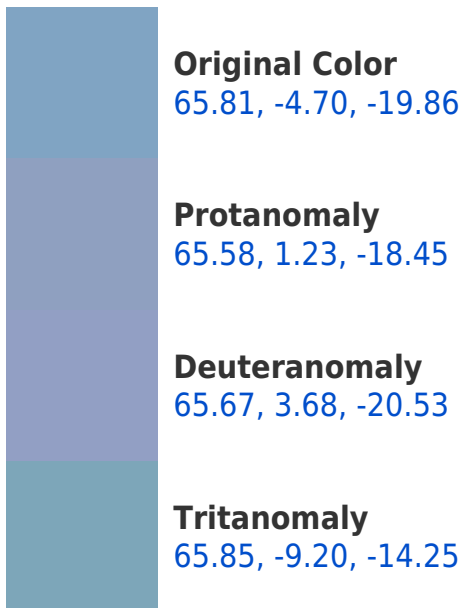 Original Color
65.81, -4.70, -19.86
Protanomaly
65.58, 1.23, -18.45
Deuteranomaly
65.67, 3.68, -20.53
Tritanomaly
65.85, -9.20, -14.25